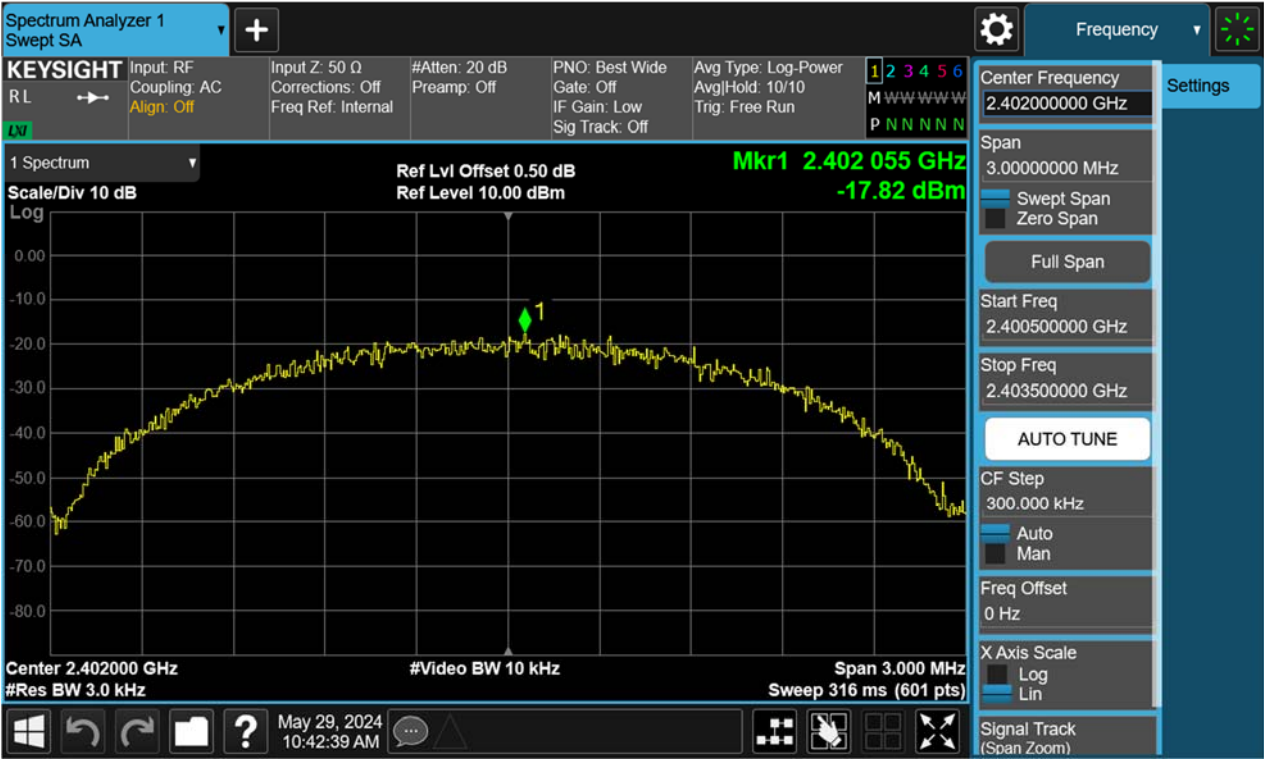 Spectrum Analyzer 1
Swept SA
Frequency
KEYSIGHT
R L
LXI
Input: RF
Coupling: AC
Align: Off
Input Z: 50 Ω
Corrections: Off
Freq Ref: Internal
#Atten: 20 dB
Preamp: Off
PNO: Best Wide
Gate: Off
IF Gain: Low
Sig Track: Off
Avg Type: Log-Power
Avg|Hold: 10/10
Trig: Free Run
1 2 3 4 5 6
M W W W W W W
P N N N N N N
1 Spectrum
Scale/Div 10 dB
Ref Lvl Offset 0.50 dB
Ref Level 10.00 dBm
Mkr1 2.402 055 GHz
-17.82 dBm
Log
0.00
-10.0
-20.0
-30.0
-40.0
-50.0
-60.0
-70.0
-80.0
1
Center 2.402000 GHz
#Res BW 3.0 kHz
#Video BW 10 kHz
Span 3.000 MHz
Sweep 316 ms (601 pts)
Center Frequency
2.402000000 GHz
Span
3.00000000 MHz
Swept Span
Zero Span
Full Span
Start Freq
2.400500000 GHz
Stop Freq
2.403500000 GHz
AUTO TUNE
CF Step
300.000 kHz
Auto
Man
Freq Offset
0 Hz
X Axis Scale
Log
Lin
Signal Track
(Span Zoom)
Settings
?
May 29, 2024
10:42:39 AM